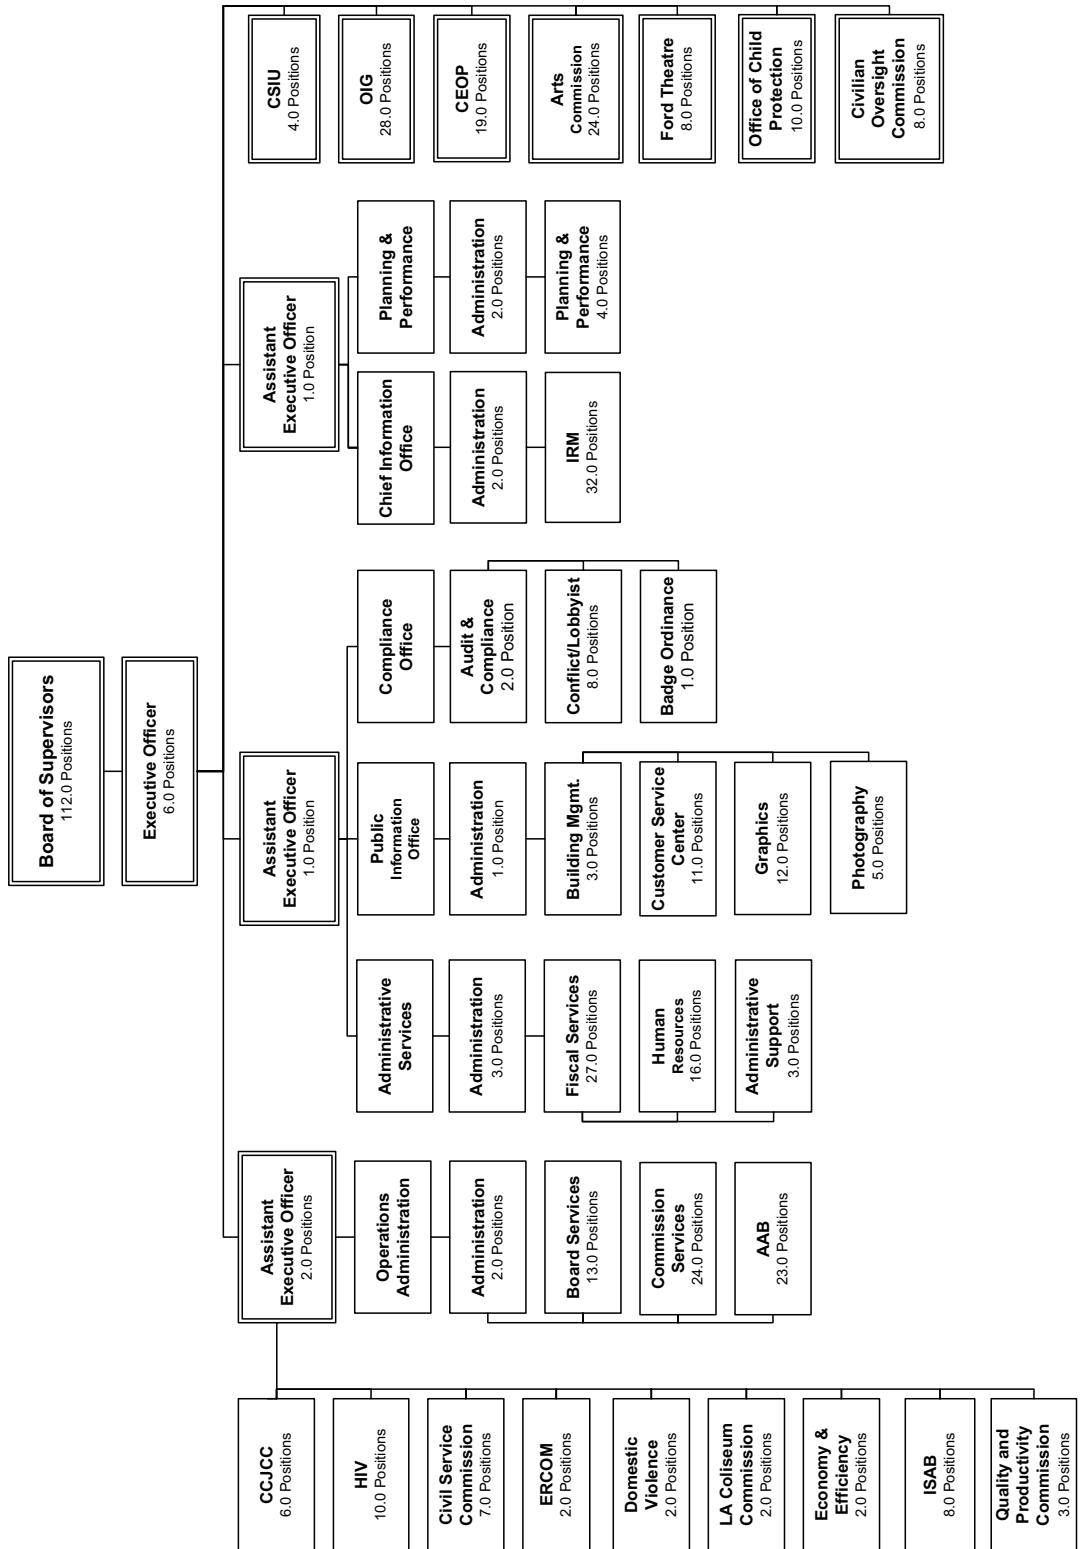 Board of Supervisors
112.0 Positions
Executive Officer
6.0 Positions
Assistant
Executive Officer
2.0 Positions
Assistant
Executive Officer
1.0 Position
Assistant
Executive Officer
1.0 Position
CCJCC
6.0 Positions
HIV
10.0 Positions
Civil Service
Commission
7.0 Positions
ERCOM
2.0 Positions
Domestic
Violence
2.0 Positions
LA Coliseum
Commission
2.0 Positions
Economy &
Efficiency
2.0 Positions
ISAB
8.0 Positions
Quality and
Productivity
Commission
3.0 Positions
Operations
Administration
Administration
2.0 Positions
Board Services
13.0 Positions
Commission
Services
24.0 Positions
AAB
23.0 Positions
Administrative
Services
Administration
3.0 Positions
Fiscal Services
27.0 Positions
Human
Resources
16.0 Positions
Administrative
Support
3.0 Positions
Public
Information
Office
Administration
1.0 Position
Building Mgmt.
3.0 Positions
Customer Service
Center
11.0 Positions
Graphics
12.0 Positions
Photography
5.0 Positions
Compliance
Office
Audit &
Compliance
2.0 Position
Conflict/Lobbyist
8.0 Positions
Badge Ordinance
1.0 Position
Chief Information
Office
Administration
2.0 Positions
IRM
32.0 Positions
Planning &
Performance
Administration
2.0 Positions
Planning &
Performance
4.0 Positions
CSIU
4.0 Positions
OIG
28.0 Positions
CEOP
19.0 Positions
Arts
Commission
24.0 Positions
Ford Theatre
8.0 Positions
Office of Child
Protection
10.0 Positions
Civilian
Oversight
Commission
8.0 Positions